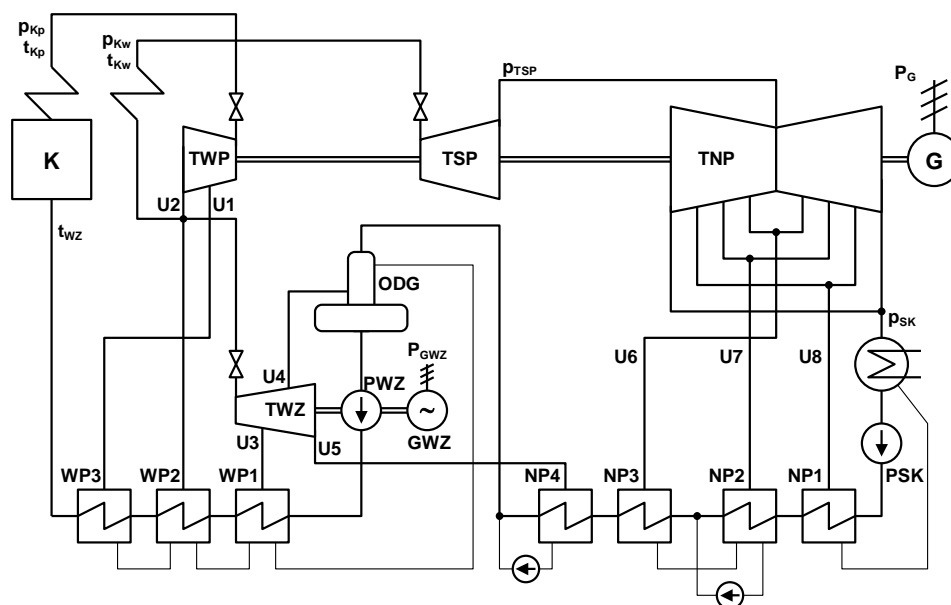 pKp
tKp
pKw
tKw
pTSP
PG
K
TWP
TSP
TNP
G
U2
U1
tWZ
ODG
pSK
U4
PGWZ
PWZ
U6
U7
U8
TWZ
~
GWZ
U3
U5
PSK
WP3
WP2
WP1
NP4
NP3
NP2
NP1